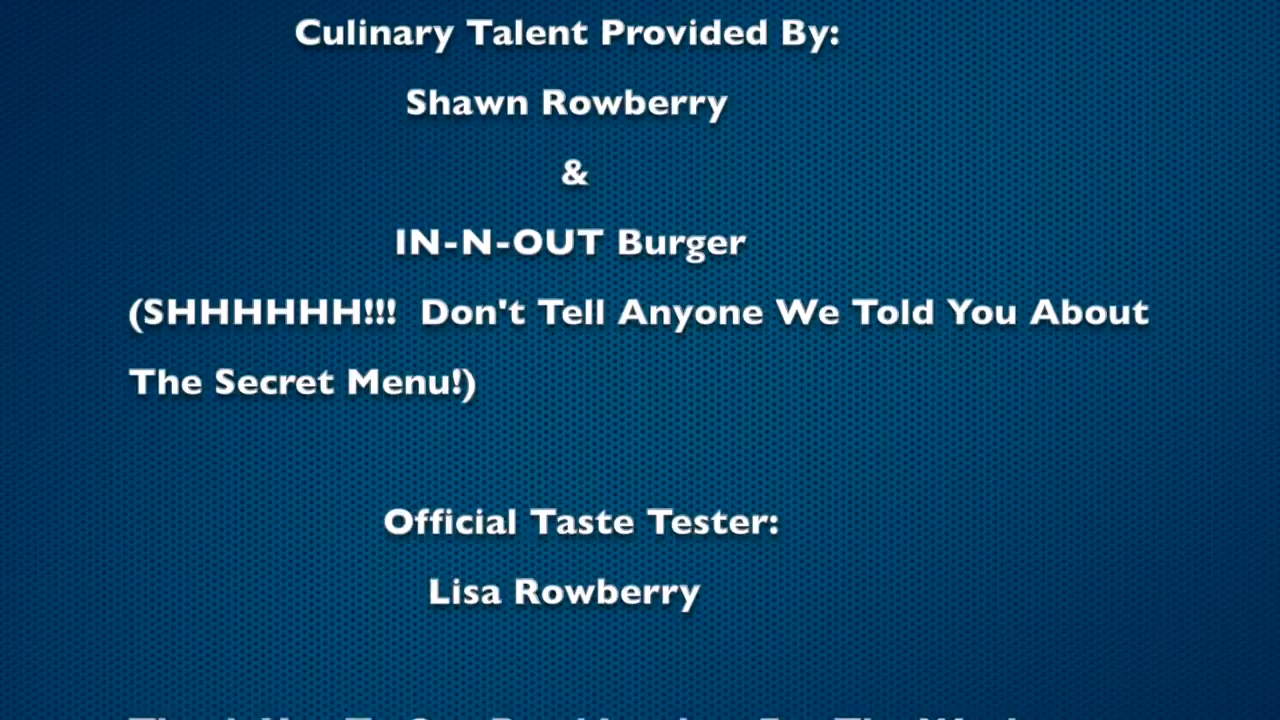 Culinary Talent Provided By:
Shawn Rowberry
&
IN-N-OUT Burger
(SHHHHHH!!!  Don't Tell Anyone We Told You About
The Secret Menu!)
Official Taste Tester:
Lisa Rowberry